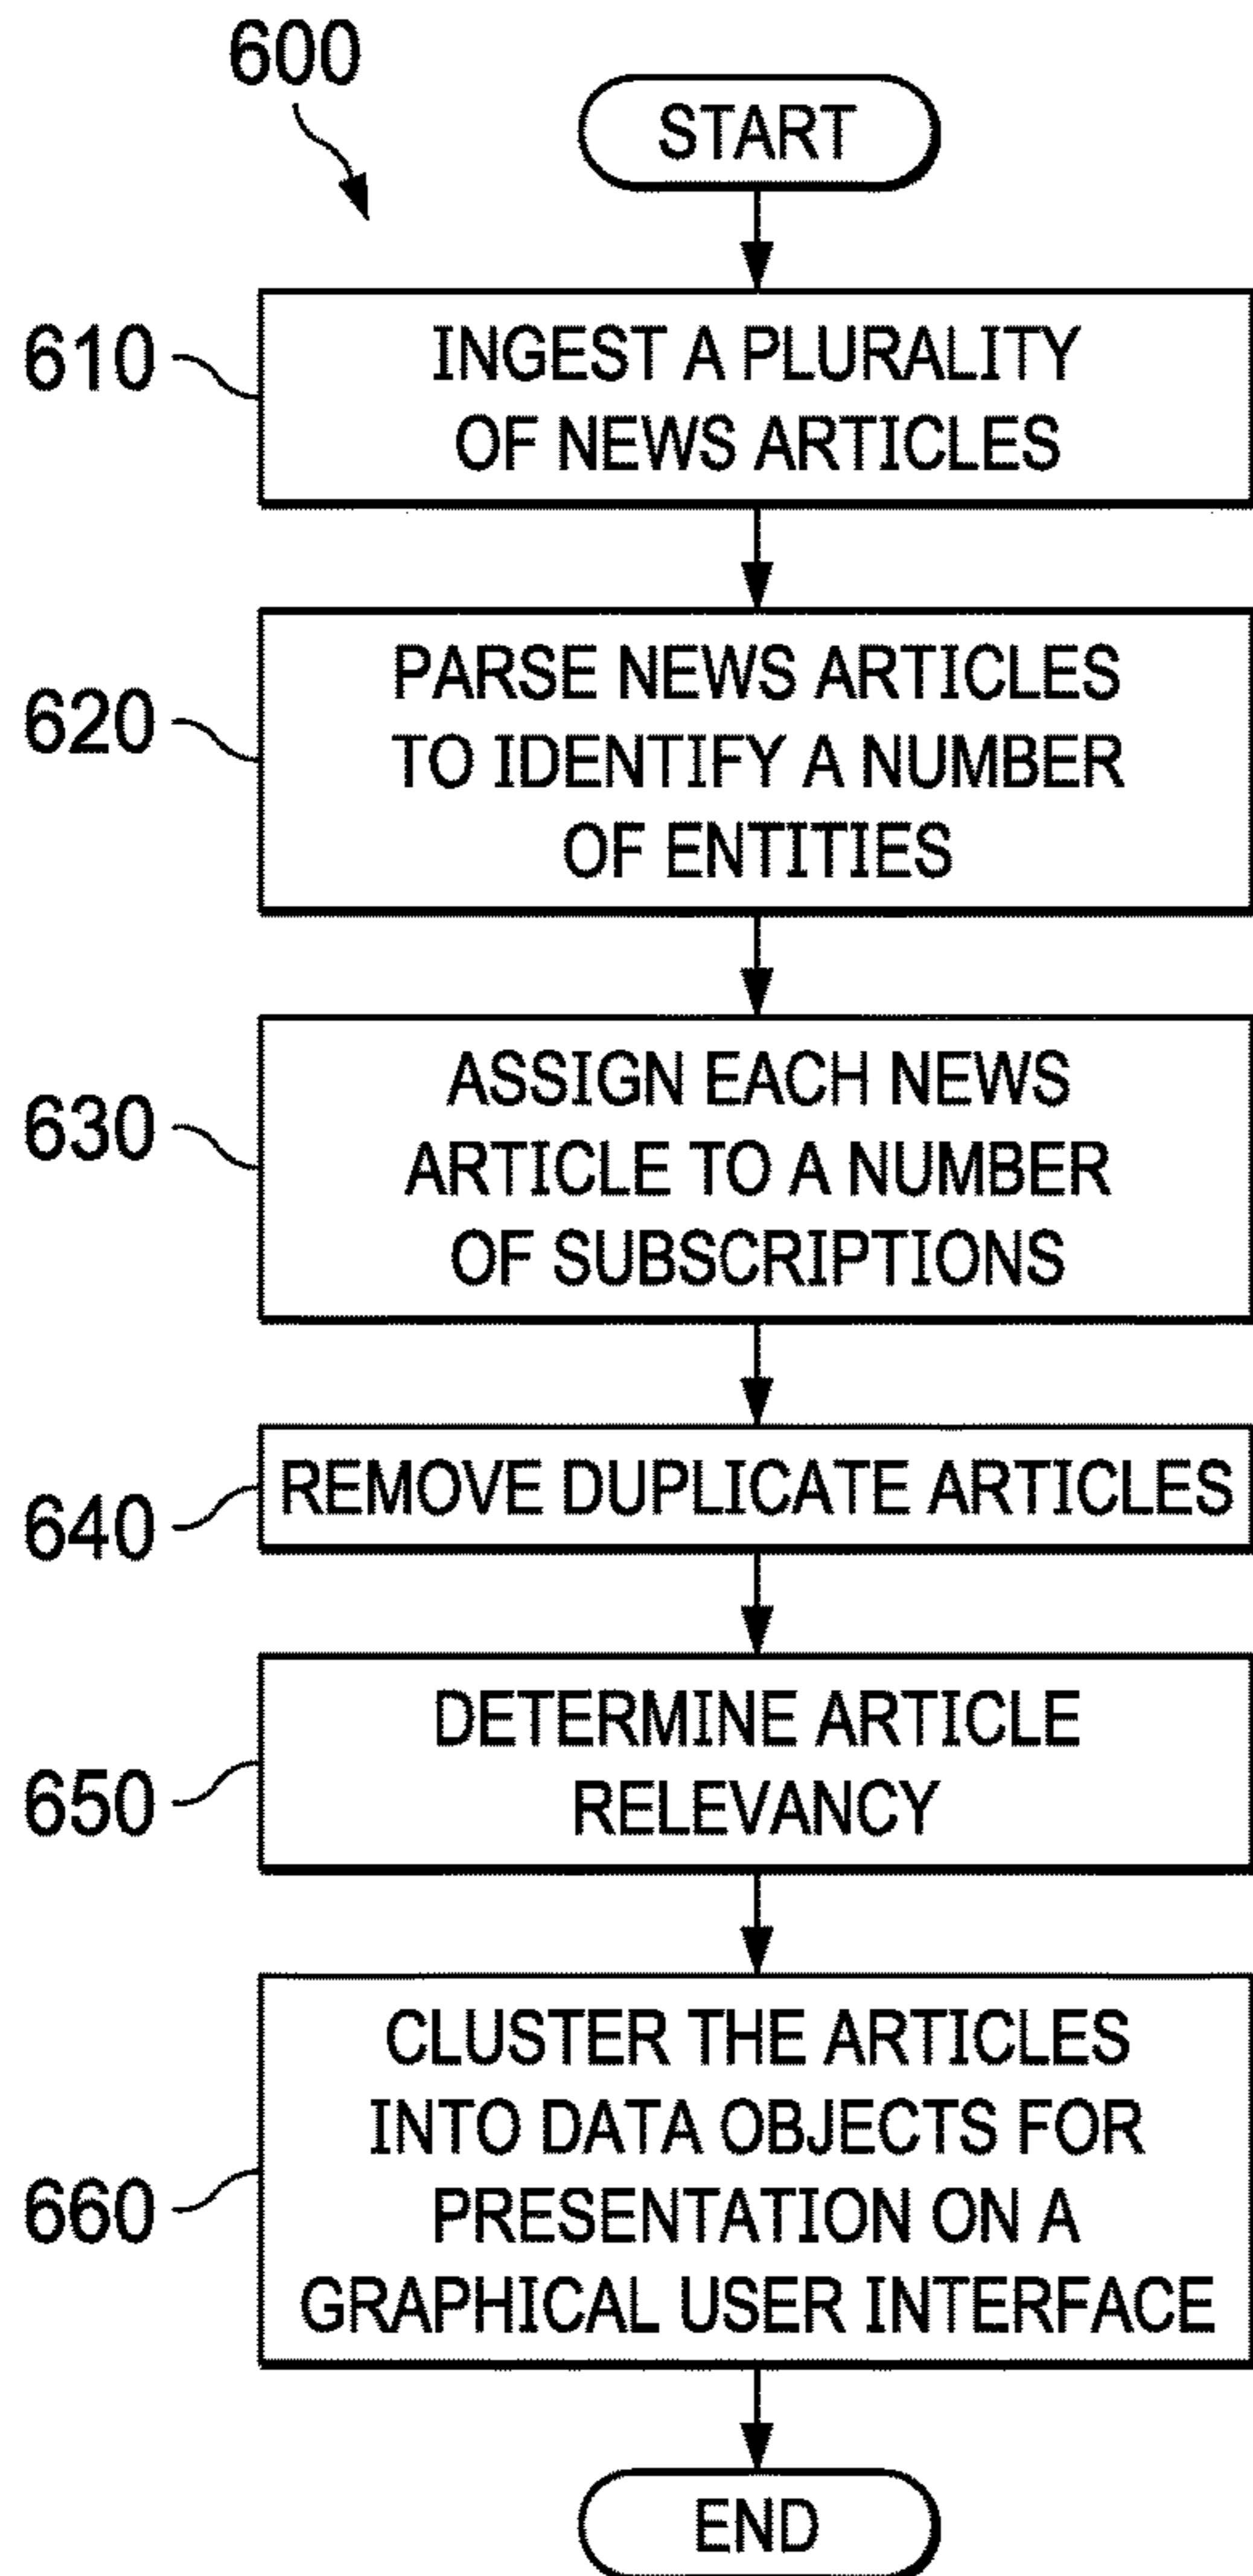 600
START
610
INGEST A PLURALITY
OF NEWS ARTICLES
620
PARSE NEWS ARTICLES
TO IDENTIFY A NUMBER
OF ENTITIES
630
ASSIGN EACH NEWS
ARTICLE TO A NUMBER
OF SUBSCRIPTIONS
640
REMOVE DUPLICATE ARTICLES
650
DETERMINE ARTICLE
RELEVANCY
660
CLUSTER THE ARTICLES
INTO DATA OBJECTS FOR
PRESENTATION ON A
GRAPHICAL USER INTERFACE
END